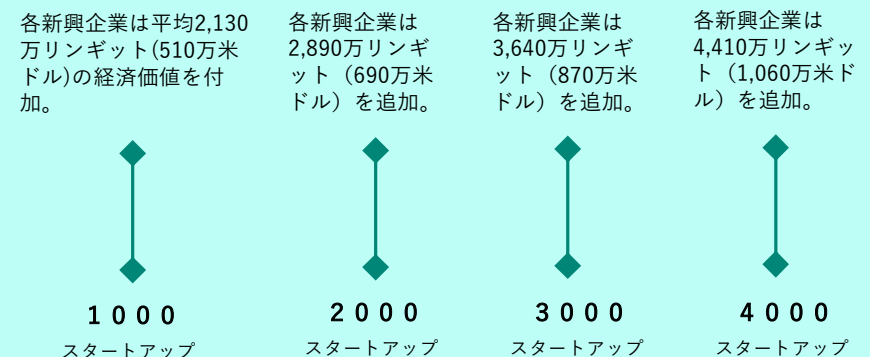 各新興企業は平均2,130
万リンギット(510万米
ドル)の経済価値を付
加。
各新興企業は
2,890万リンギ
ット（690万米
ドル）を追加。
各新興企業は
3,640万リンギ
ット（870万米
ドル）を追加。
各新興企業は
4,410万リンギッ
ト（1,060万米ド
ル）を追加。
１０００
スタートアップ
２０００
スタートアップ
３０００
スタートアップ
４０００
スタートアップ